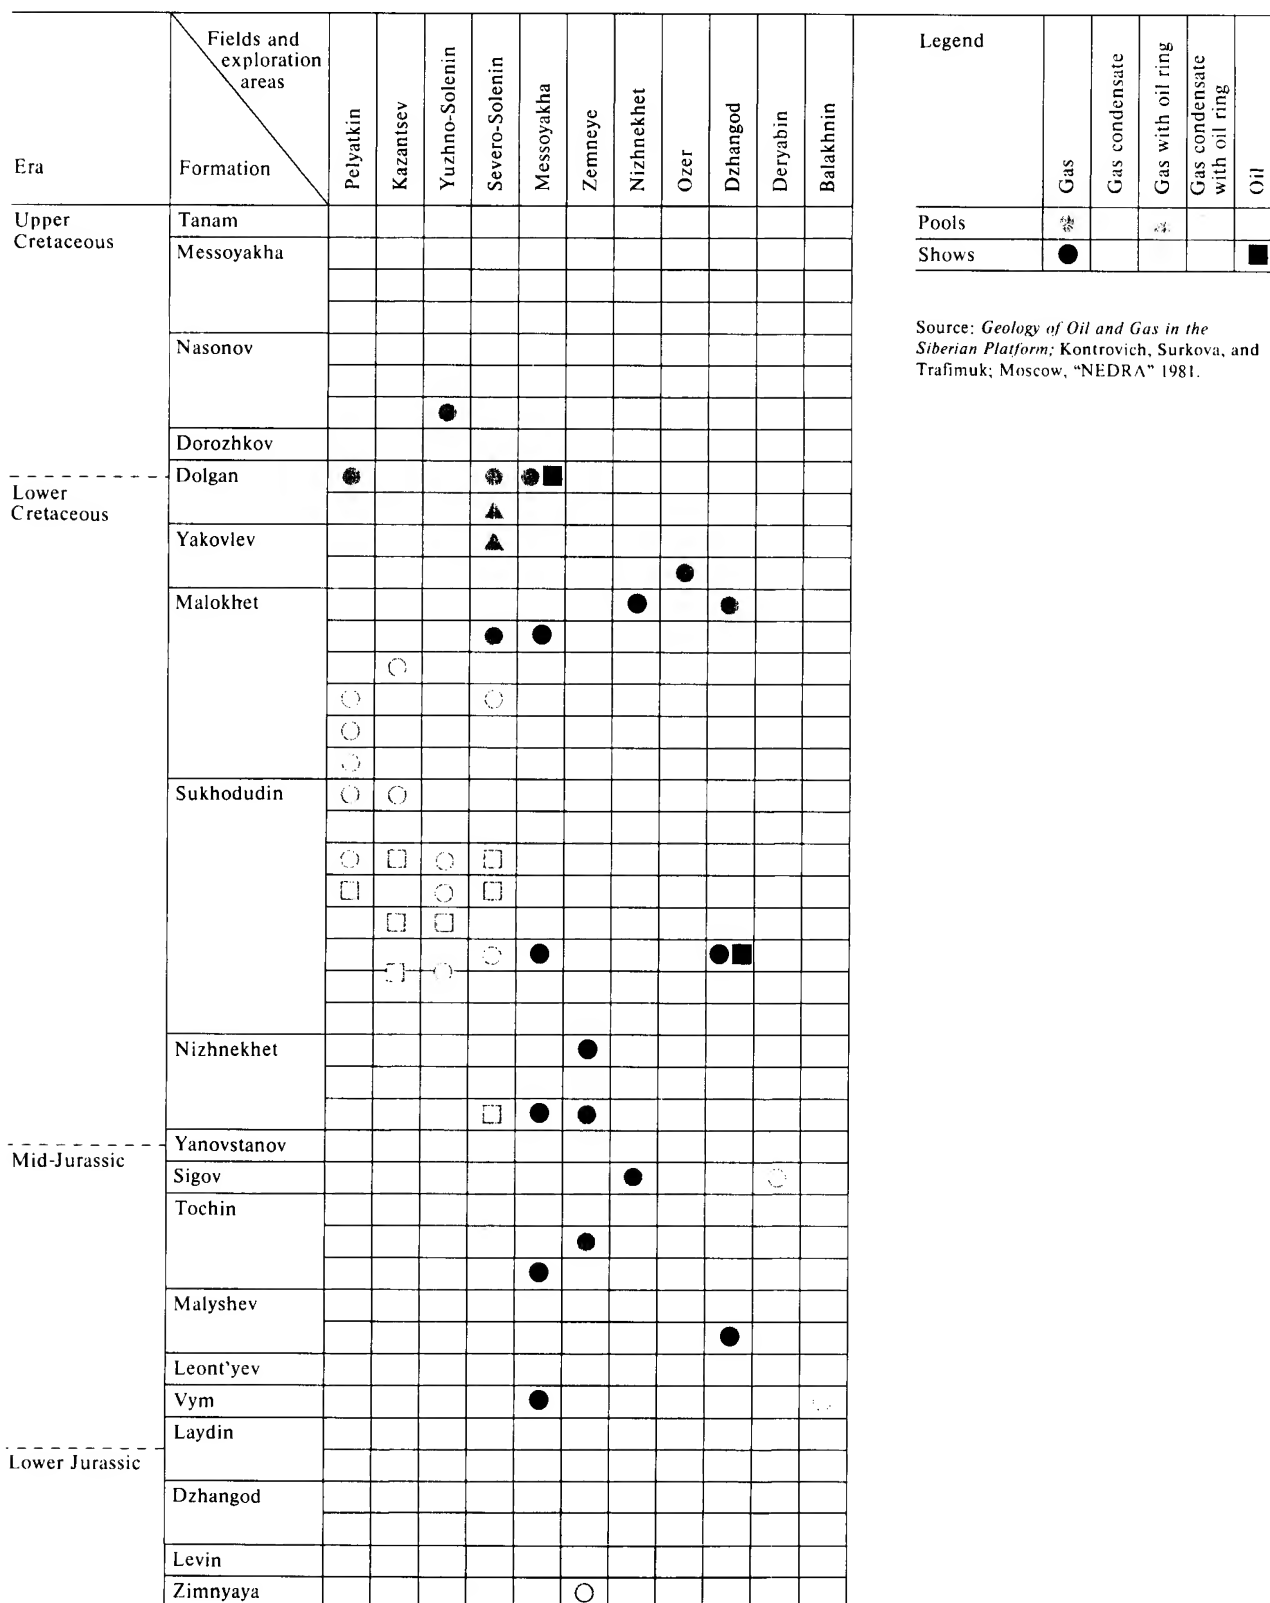 Fields and
exploration
areas
Era
Formation
Pelyatkin
Kazantsev
Yuzhno-Solenin
Severo-Solenin
Messoyakha
Zemneye
Nizhnekhet
Ozer
Dzhangod
Deryabin
Balakhnin
Upper
Cretaceous
Tanam
Messoyakha
Nasonov
Dorozhkov
Dolgan
Lower
Cretaceous
Yakovlev
Malokhet
Sukhodudin
Nizhnekhet
Yanovstanov
Mid-Jurassic
Sigov
Tochin
Malyshev
Leont'yev
Vym
Laydin
Lower Jurassic
Dzhangod
Levin
Zimnyaya
Legend
Gas
Gas condensate
Gas with oil ring
Gas condensate
with oil ring
Oil
Pools
Shows
Source: Geology of Oil and Gas in the
Siberian Platform; Kontrovich, Surkova, and
Trafimuk; Moscow, "NEDRA" 1981.